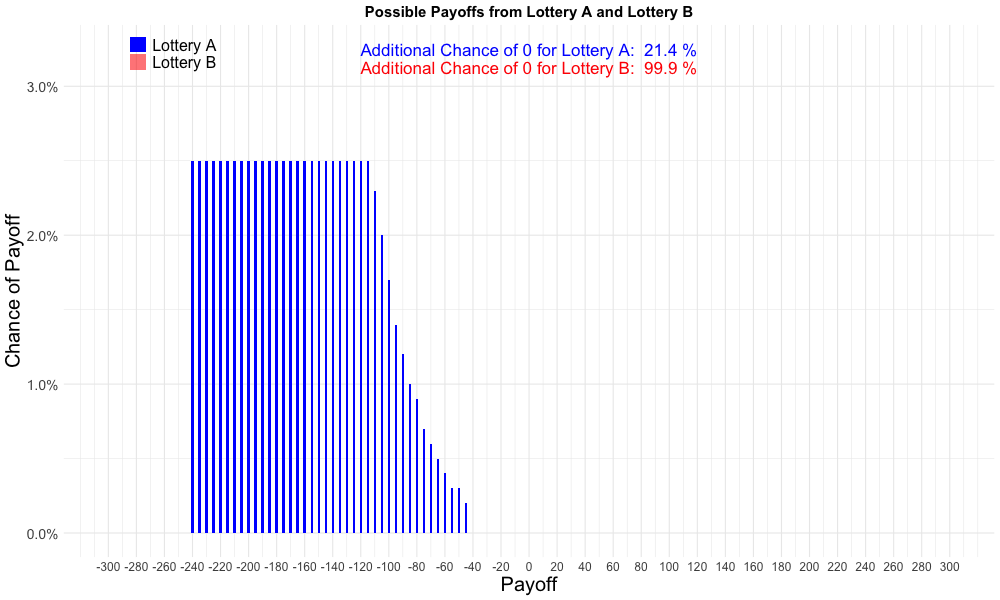 Possible Payoffs from Lottery A and Lottery B
Lottery A
Lottery B
Additional Chance of 0 for Lottery A: 21.4 %
Additional Chance of 0 for Lottery B: 99.9 %
Chance of Payoff
3.0%
2.0%
1.0%
0.0%
-300 -280 -260 -240 -220 -200 -180 -160 -140 -120 -100 -80 -60 -40 -20 0 20 40 60 80 100 120 140 160 180 200 220 240 260 280 300
Payoff